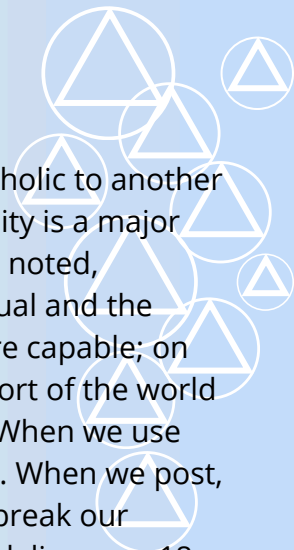 holic to another
ity is a major
noted,
ual and the
re capable; on
ort of the world
When we use
. When we post,
break our